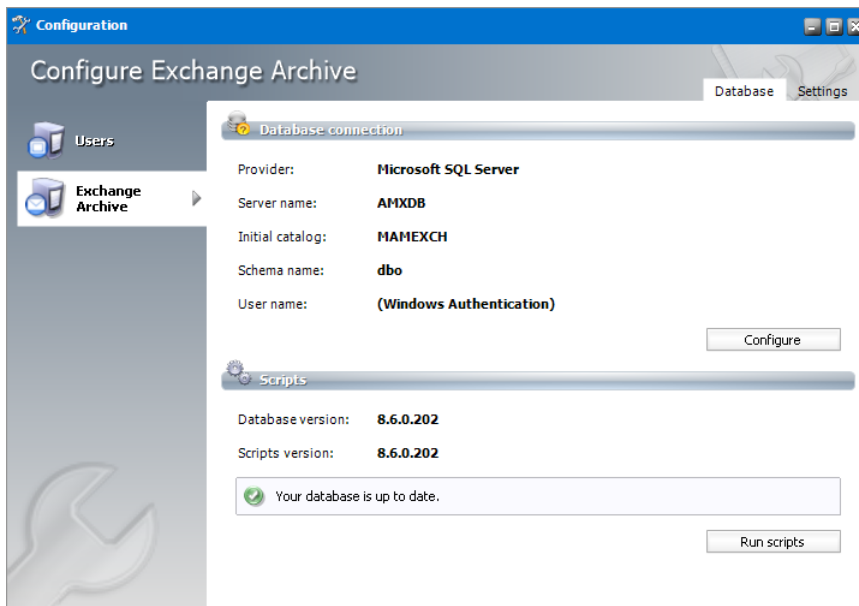 Configuration
Configure Exchange Archive
Database Settings
Users
Exchange
Archive
Database connection
Provider: Microsoft SQL Server
Server name: AMXDB
Initial catalog: MAMEXCH
Schema name: dbo
User name: (Windows Authentication)
Configure
Scripts
Database version: 8.6.0.202
Scripts version: 8.6.0.202
Your database is up to date.
Run scripts